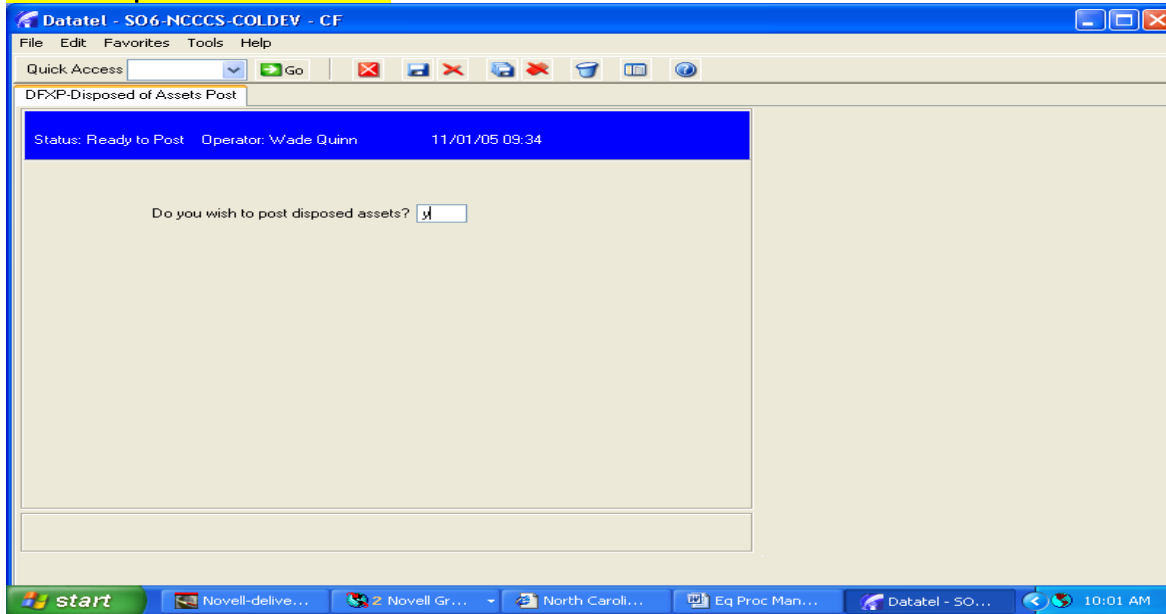 Datatel - SO6-NCCCS-COLDEV - CF
File Edit Favorites Tools Help
Quick Access Go
DFXP-Disposed of Assets Post
Status: Ready to Post Operator: Wade Quinn 11/01/05 09:34
Do you wish to post disposed assets? y
start Novell-delive... 2 Novell Gr... North Caroli... Eq Proc Man... Datatel - SO... 10:01 AM